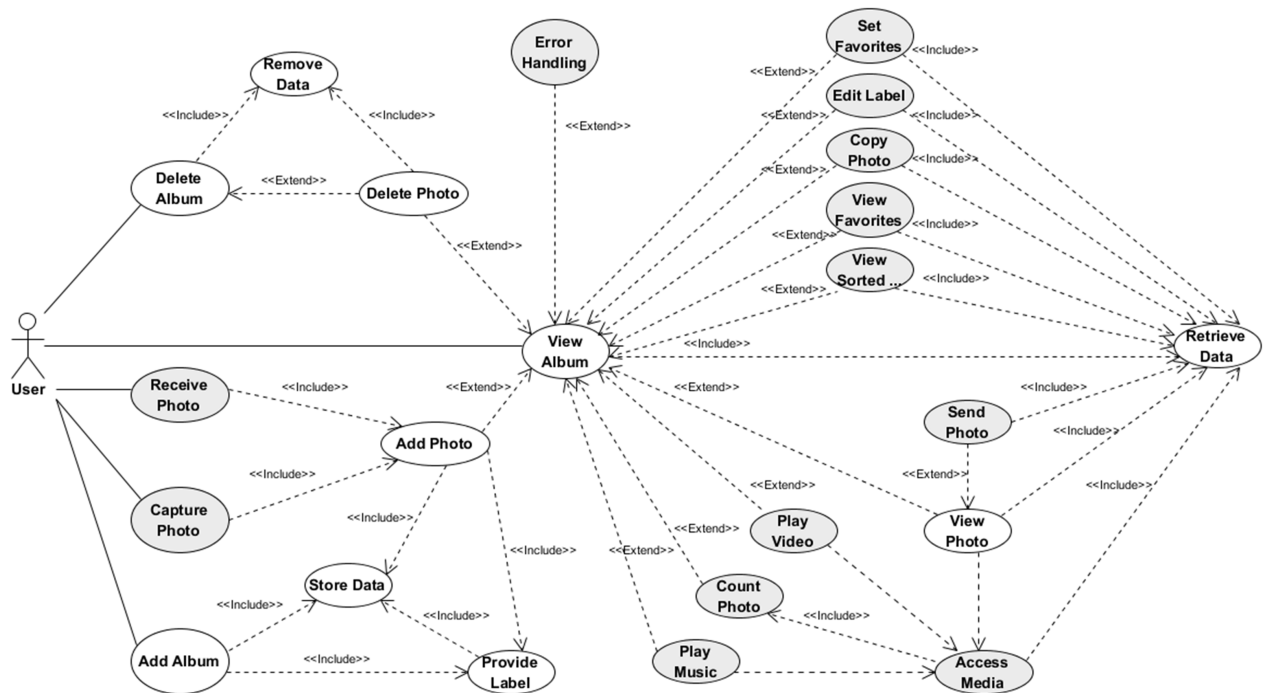 Set
Favorites
<<Include>>
Error
Handling
<<Extend>>
Remove
Data
Edit Label
<<Include>>
<<Include>>
<<Extend>>
<<Include>>
<<Extend>>
Copy
Photo
<<Include>>
<<Extend>>
Delete
Album
<<Extend>>
Delete Photo
View
Favorites
<<Include>>
<<Extend>>
<<Extend>>
View
Sorted ...
<<Include>>
<<Extend>>
View
Album
<<Include>>
Retrieve
Data
User
Receive
Photo
<<Include>>
<<Extend>>
<<Extend>>
Send
Photo
<<Include>>
Add Photo
<<Include>>
<<Extend>>
<<Include>>
<<Extend>>
Capture
Photo
<<Include>>
Play
Video
View
Photo
<<Extend>>
<<Include>>
<<Extend>>
Store Data
Count
Photo
<<Include>>
<<Include>>
<<Include>>
Add Album
<<Include>>
Provide
Label
Play
Music
Access
Media